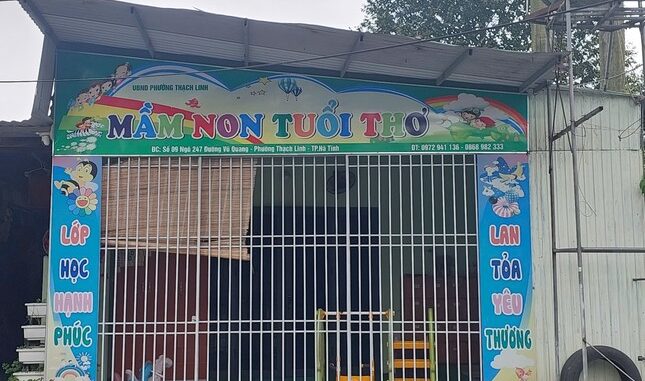 UBND PHƯỜNG THẠCH LINH
MẦM NON TUỔI THƠ
ĐC: Số 09 Ngõ 247 Đường Vũ Quang - Phường Thạch Linh - TP.Hà Tĩnh
ĐT: 0972 941 136 - 0868 982 333
LỚP
HỌC
HẠNH
PHÚC
LAN
TỎA
YÊU
THƯƠNG